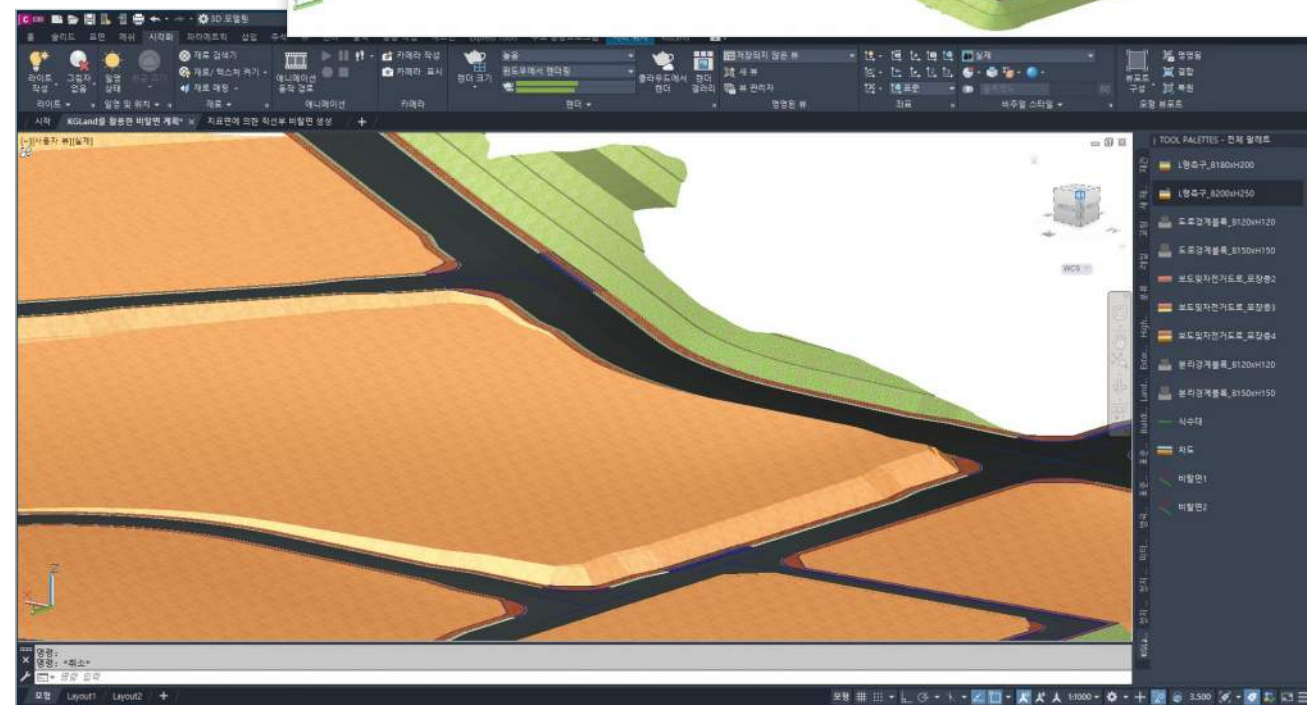 C C3D 3D 모델링
홈 솔리드 표면 메쉬 시각화 파라메트릭 삽입
재료 검색기
재료/ 텍스처 켜기
재료 매핑
라이트 작성
그림자 없음
일영 상태
애니메이션 동작 경로
카메라 작성
카메라 표시
렌더 크기
높음
윈도우에서 렌더링
클라우드에서 렌더
렌더 갤러리
저장되지 않은 뷰
새 뷰
뷰 관리자
표준
실제
뷰포트 구성
명명됨
결합
복원
라이트 일영 및 위치 재료 애니메이션 카메라 렌더 명명된 뷰 좌표 비주얼 스타일 모형 뷰포트
시작 KGLand를 활용한 비탈면 계획* 지표면에 의한 직선부 비탈면 생성 +
[-][사용자 뷰][실제]
WCS
TOOL PALETTES - 전체 팔레트
L형측구_B180xH200
L형측구_B200xH250
도로경계블록_B120xH120
도로경계블록_B150xH150
보도및자전거도로_포장층2
보도및자전거도로_포장층3
보도및자전거도로_포장층4
분리경계블록_B120xH120
분리경계블록_B150xH150
식수대
차도
비탈면1
비탈면2
Z
X
명령:
명령: *취소*
명령 입력
모형 Layout1 Layout2 +
모형 1:1000 3.500